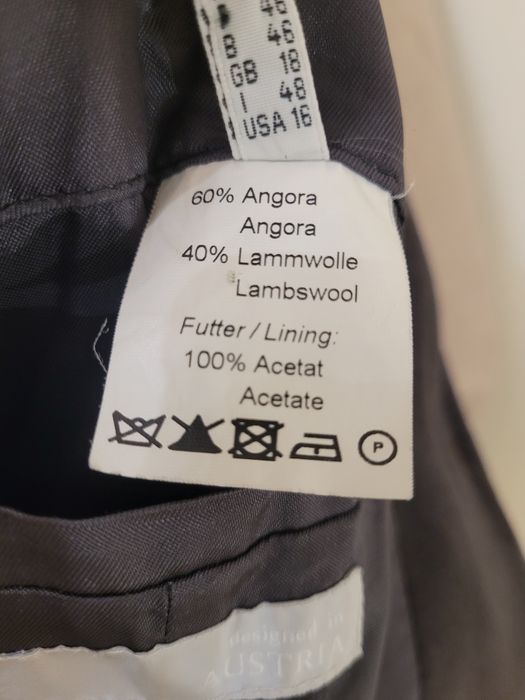 46
B 46
GB 18
I 48
USA 16
60% Angora
Angora
40% Lammwolle
Lambswool
Futter / Lining:
100% Acetat
Acetate
P
designed in
AUSTRIA